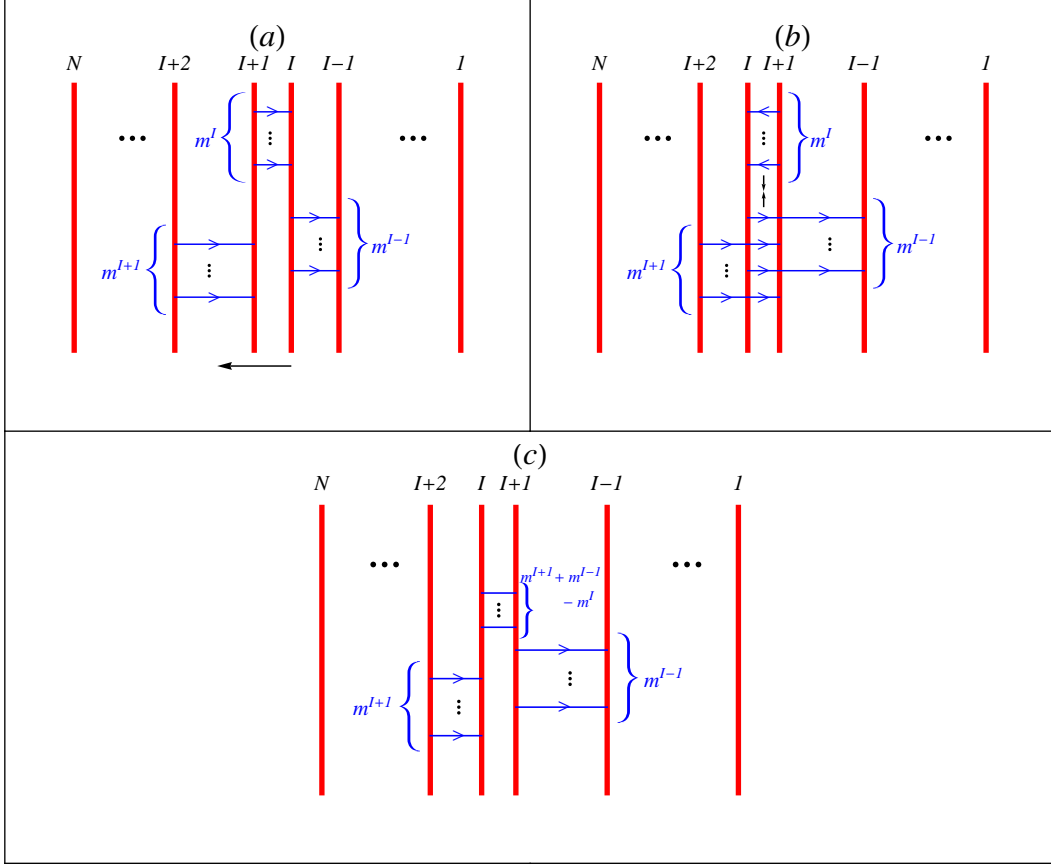 (a)
N I+2 I+1 I I−1 1
m^I
m^{I−1}
m^{I+1}
(b)
N I+2 I I+1 I−1 1
m^I
m^{I−1}
m^{I+1}
(c)
N I+2 I I+1 I−1 1
m^{I+1} + m^{I−1}
− m^I
m^{I−1}
m^{I+1}